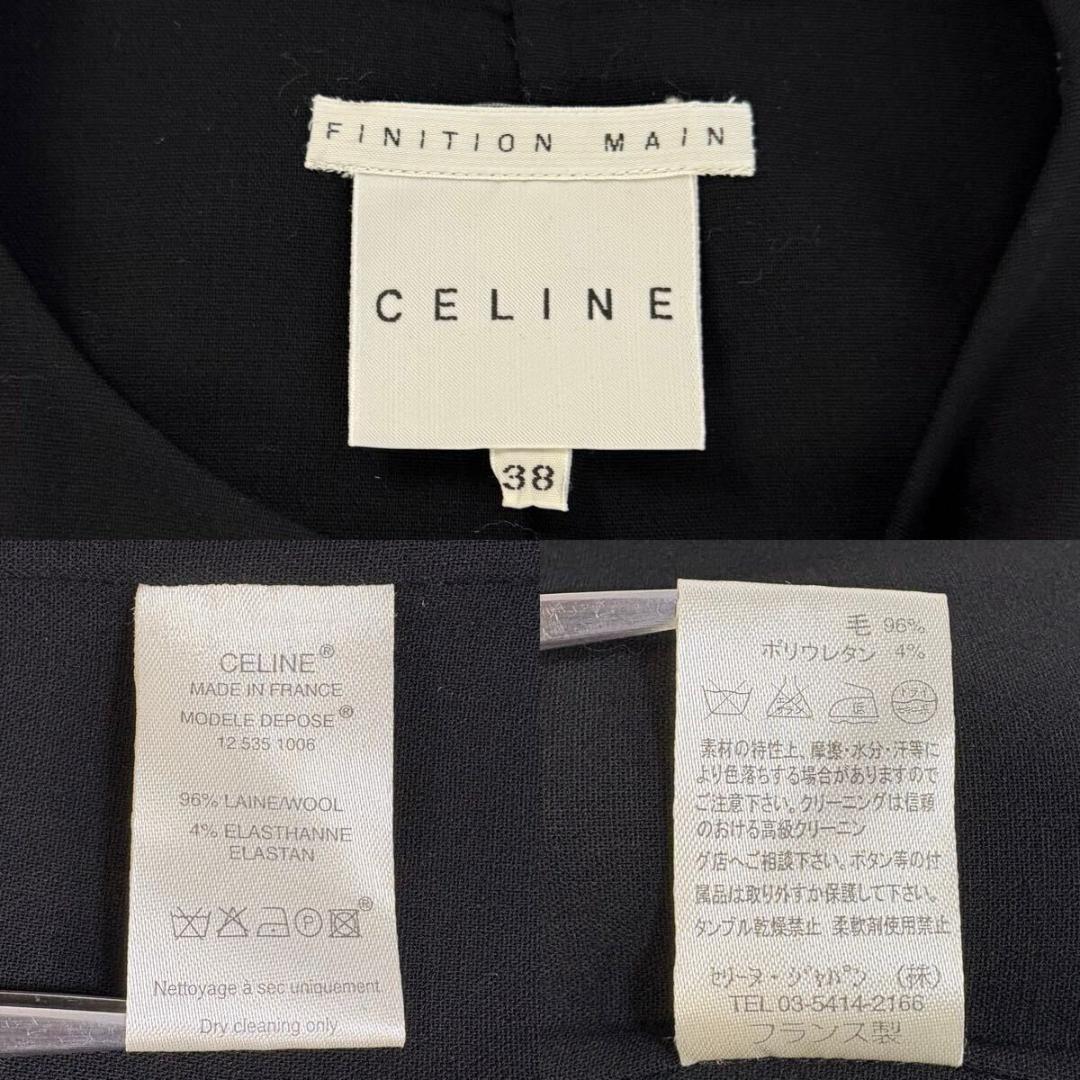 FINITION MAIN
CELINE
38
CELINE®
MADE IN FRANCE
MODELE DEPOSE®
12 535 1006
96% LAINE/WOOL
4% ELASTHANNE
ELASTAN
®
Nettoyage à sec uniquement
Dry cleaning only
毛 96%
ポリウレタン 4%
素材の特性上、摩擦・水分・汗等に
より色落ちする場合がありますので
ご注意下さい。クリーニングは信頼
のおける高級クリーニン
グ店へご相談下さい。ボタン等の付
属品は取り外すか保護して下さい。
タンブル乾燥禁止 柔軟剤使用禁止
セリーヌ・ジャパン (株)
TEL 03-5414-2166
フランス製